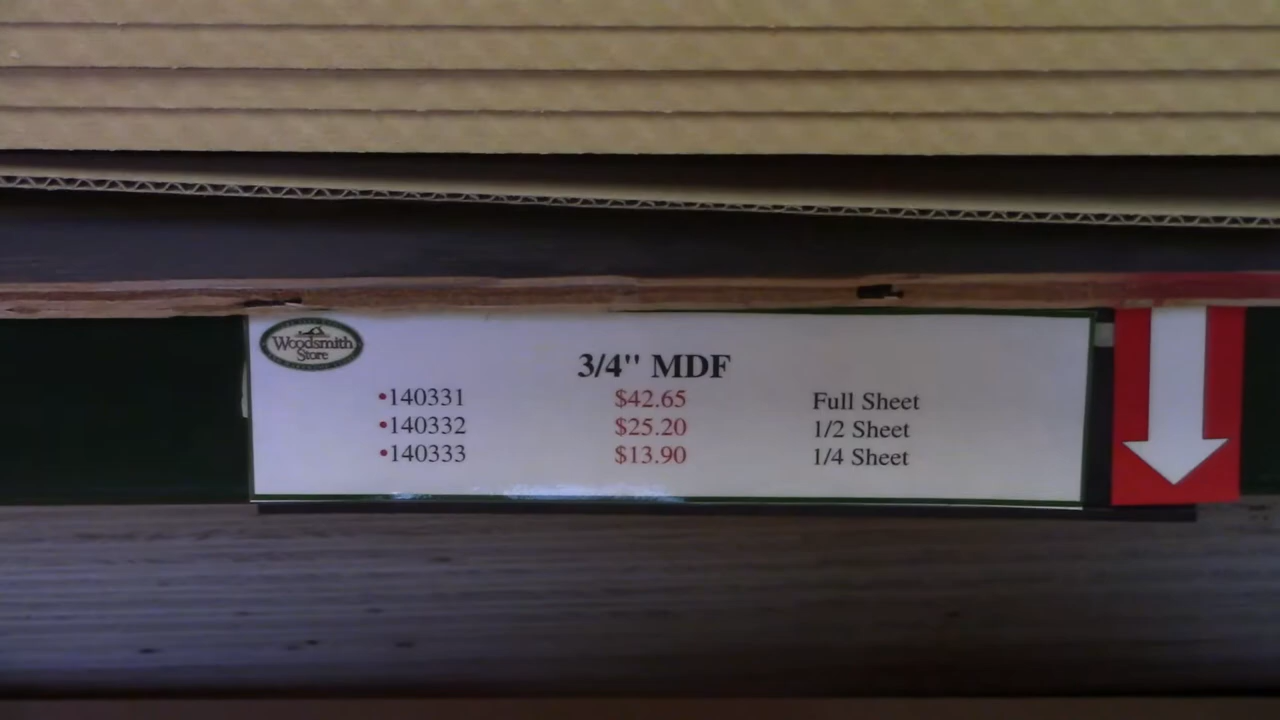 Woodsmith
Store
3/4" MDF
•140331 $42.65 Full Sheet
•140332 $25.20 1/2 Sheet
•140333 $13.90 1/4 Sheet